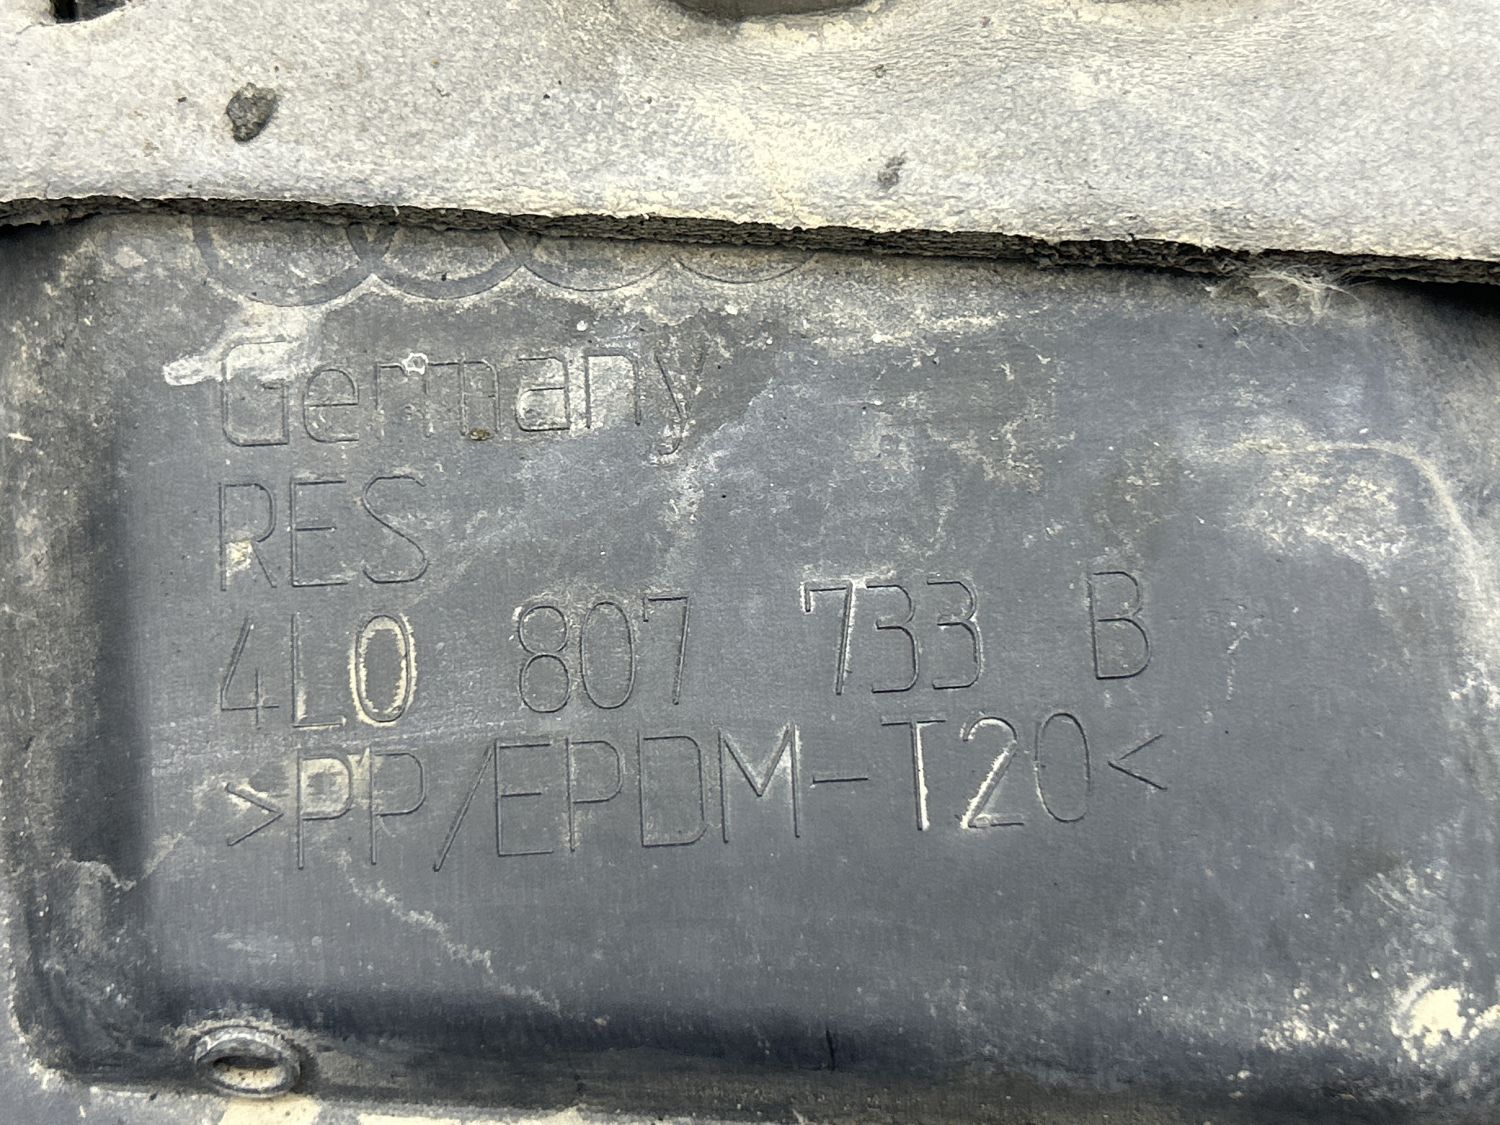 Germany
RES
4L0 807 733 B
>PP/EPDM-T20<